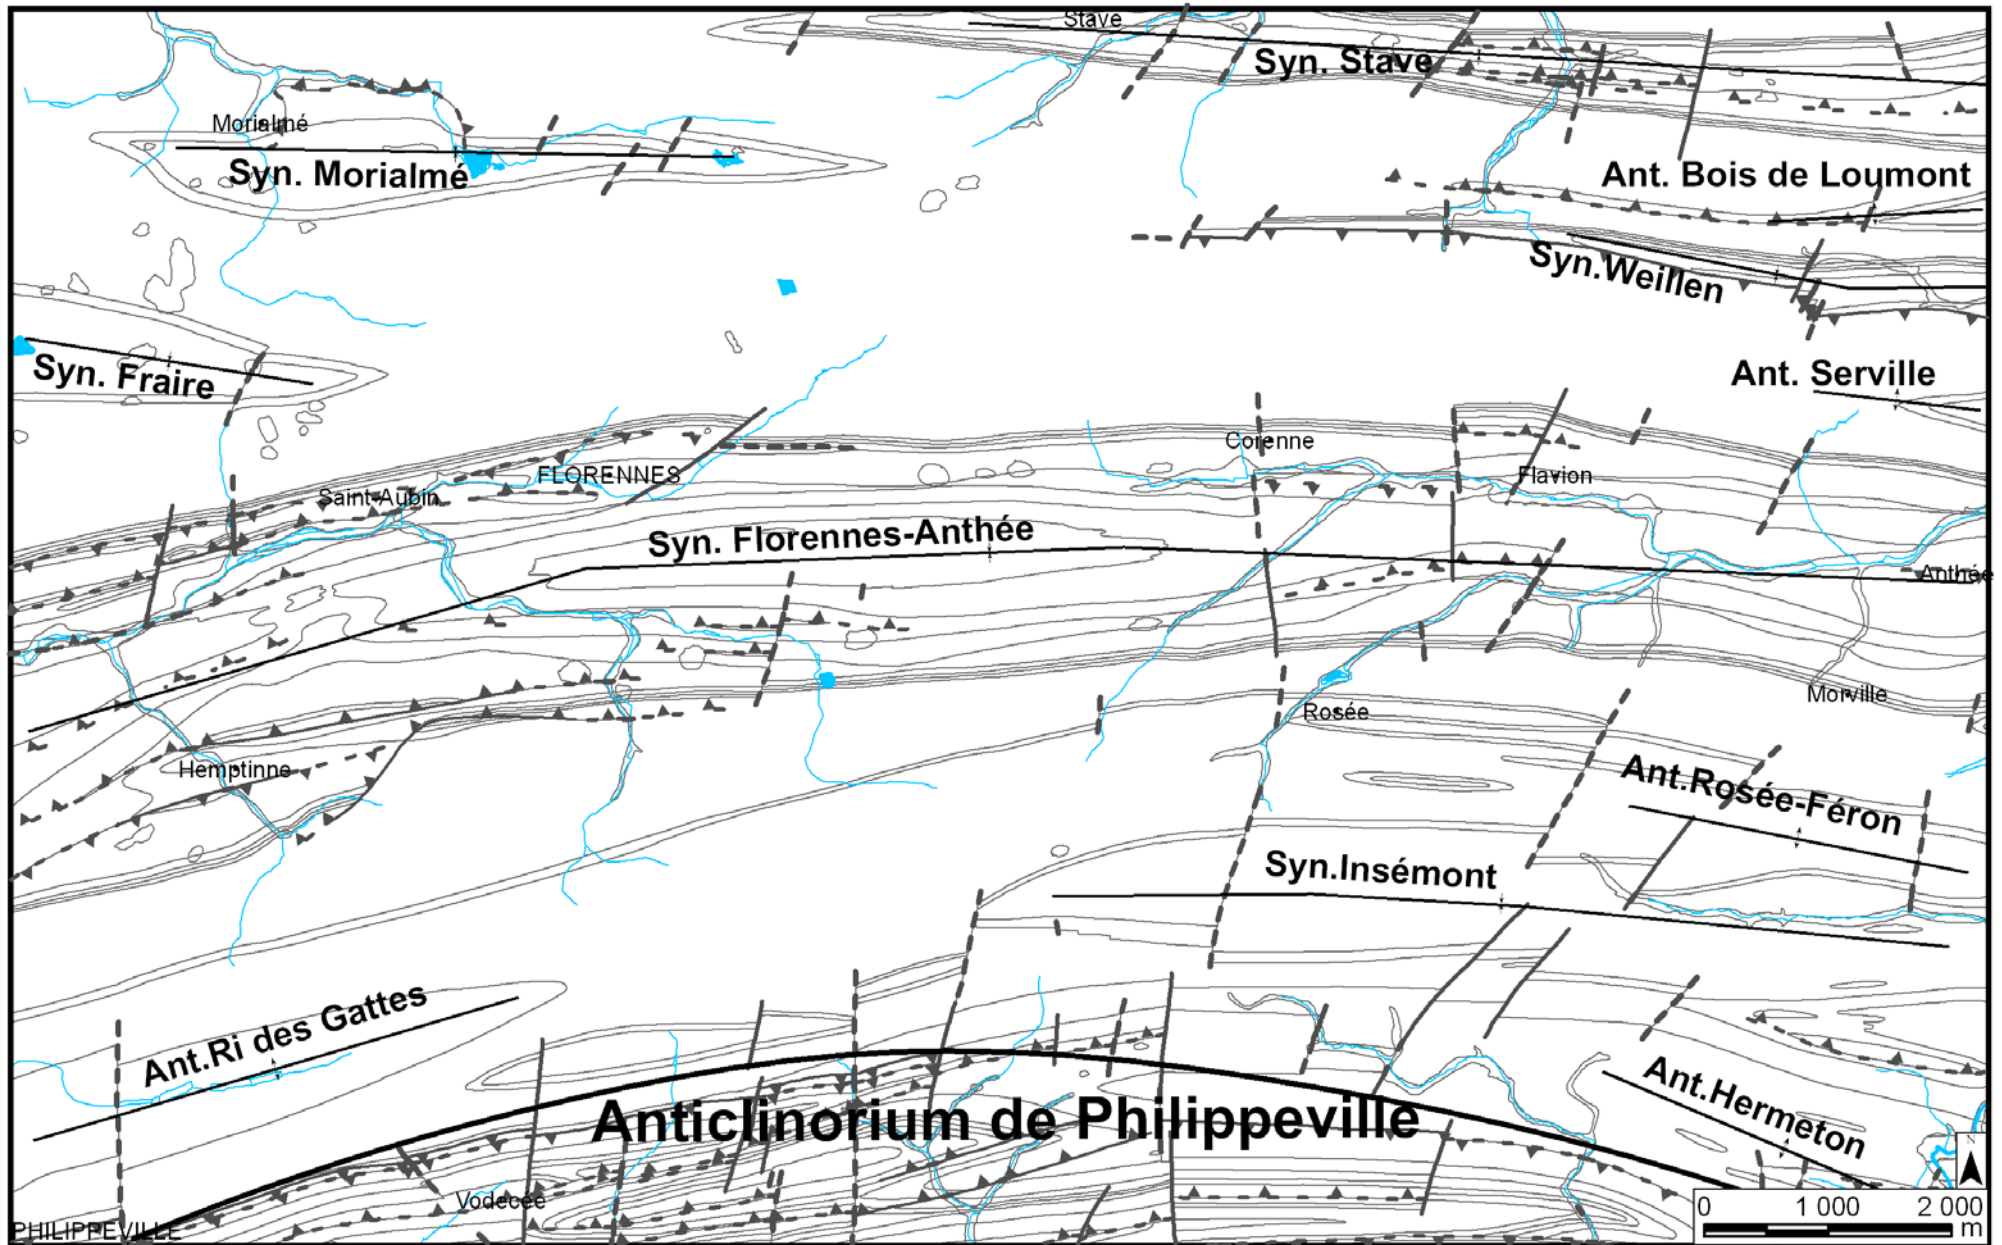 Stave
Syn. Stave
Morialmé
Syn. Morialmé
Ant. Bois de Loumont
Syn.Weillen
Syn. Fraire
Ant. Serville
Corenne
FLORENNES
Flavion
Saint-Aubin
Syn. Florennes-Anthée
Anthée
Morville
Rosée
Hemptinne
Ant.Rosée-Féron
Syn.Insémont
Ant.Ri des Gattes
Ant.Hermeton
Anticlinorium de Philippeville
Vodecée
PHILIPPEVILLE
N
0 1 000 2 000
m